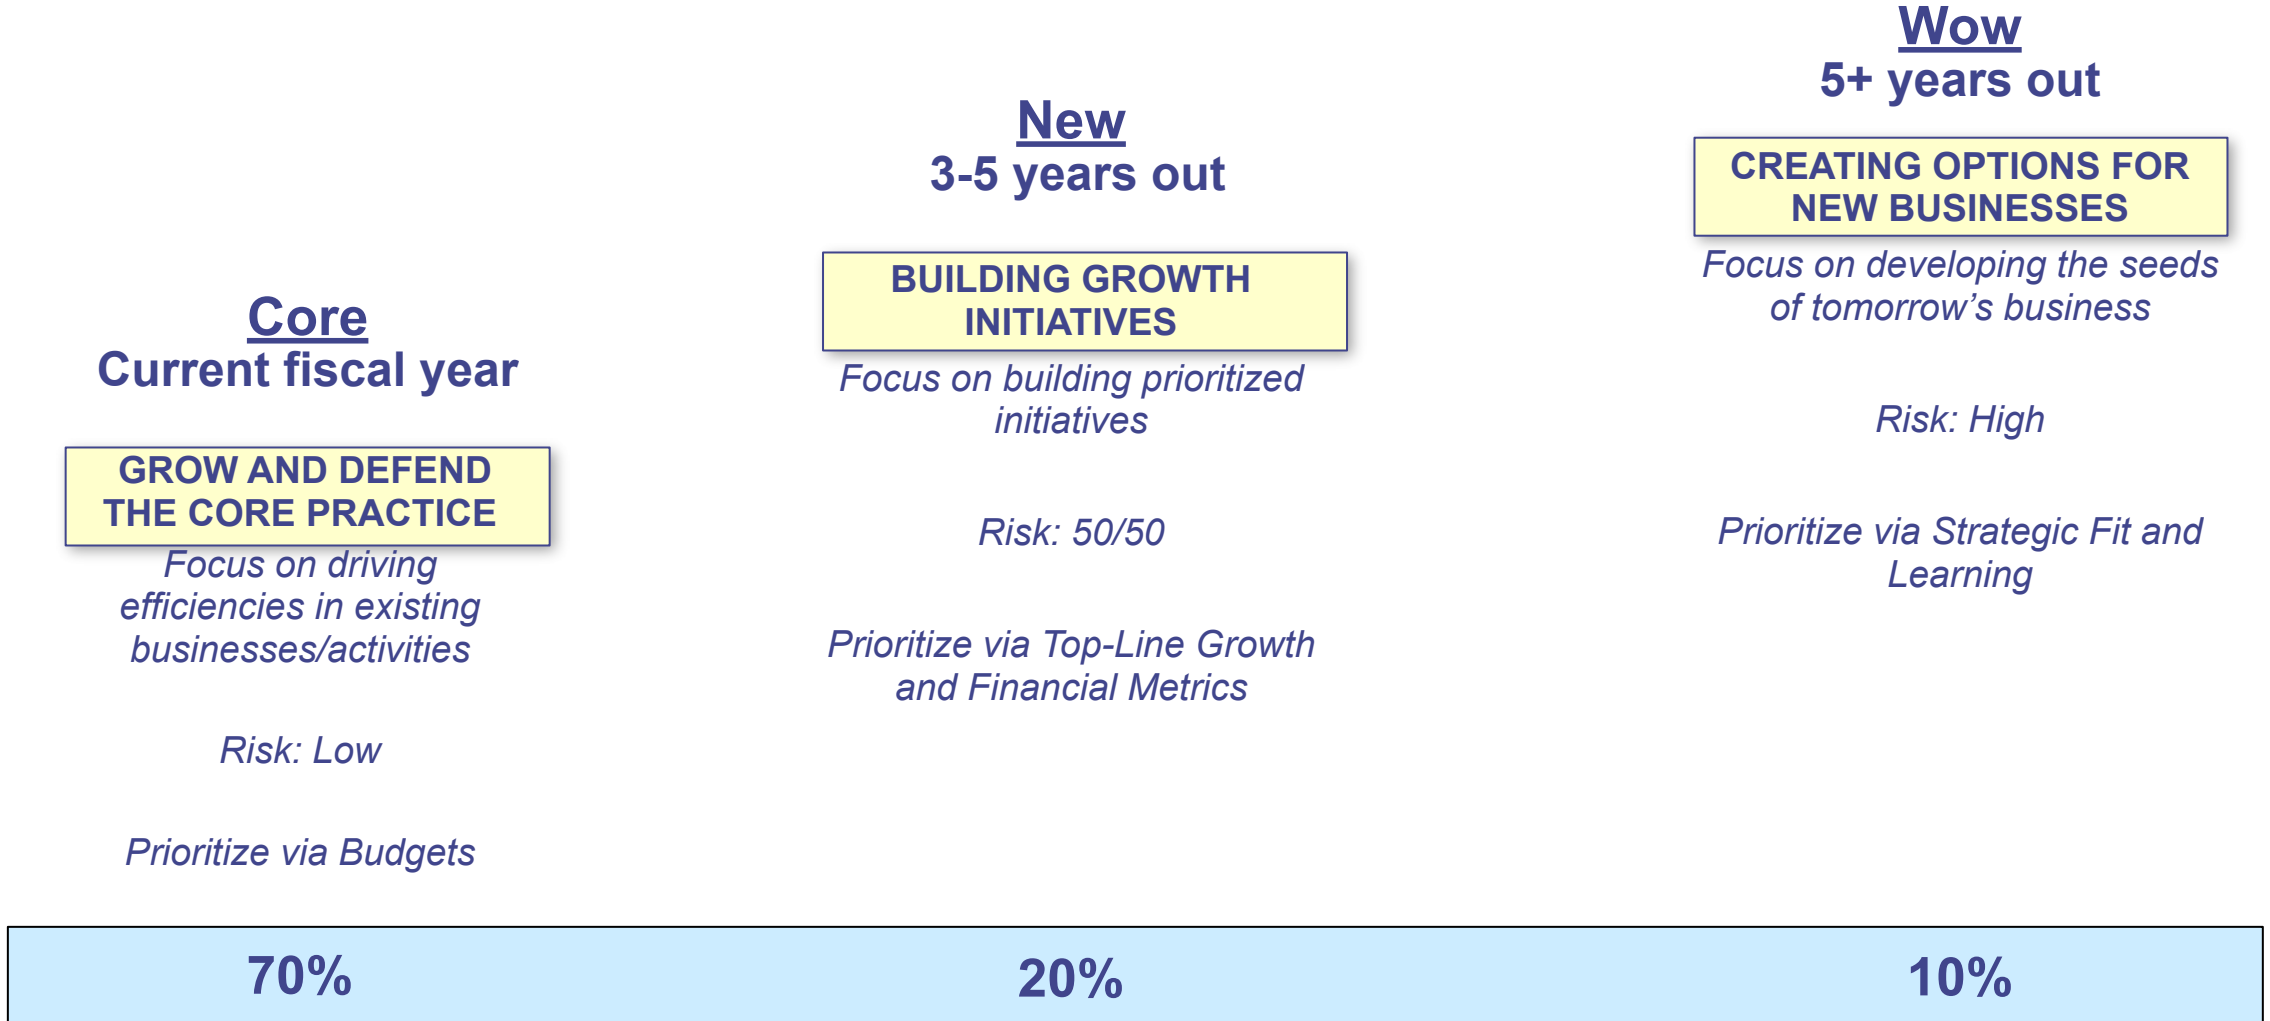 Core
Current fiscal year
GROW AND DEFEND
THE CORE PRACTICE
Focus on driving
efficiencies in existing
businesses/activities
Risk: Low
Prioritize via Budgets
70%
New
3-5 years out
BUILDING GROWTH
INITIATIVES
Focus on building prioritized
initiatives
Risk: 50/50
Prioritize via Top-Line Growth
and Financial Metrics
20%
Wow
5+ years out
CREATING OPTIONS FOR
NEW BUSINESSES
Focus on developing the seeds
of tomorrow’s business
Risk: High
Prioritize via Strategic Fit and
Learning
10%